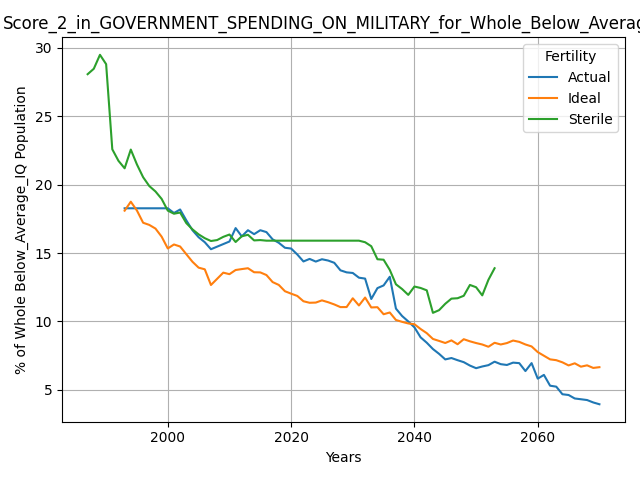 Score_2_in_GOVERNMENT_SPENDING_ON_MILITARY_for_Whole_Below_Averag
Fertility
Actual
Ideal
Sterile
% of Whole Below_Average_IQ Population
30
25
20
15
10
5
2000 2020 2040 2060
Years